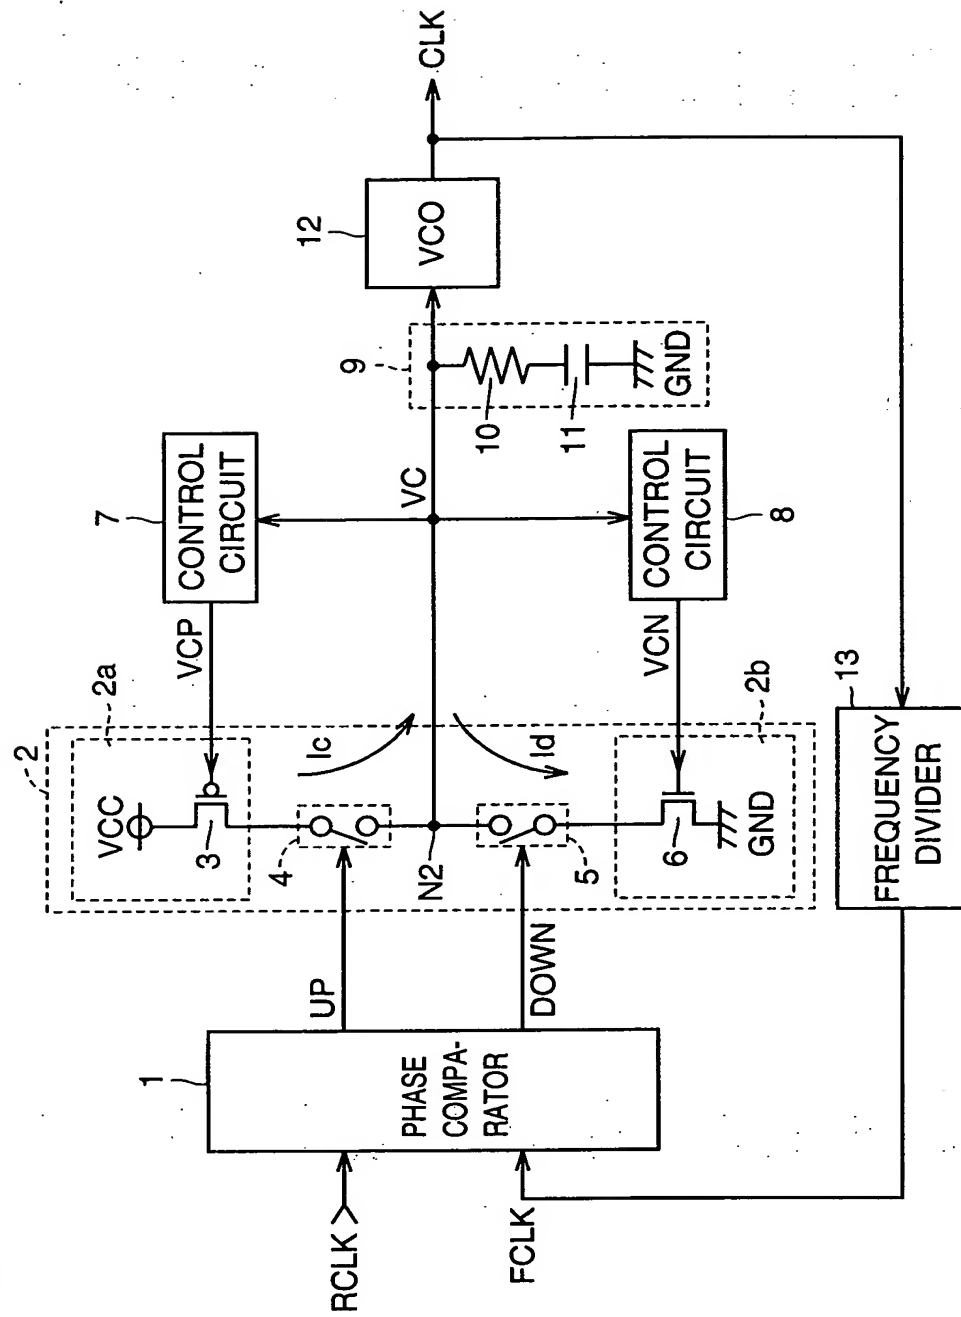 RCLK
FCLK
1
PHASE
COMPA-
RATOR
UP
DOWN
2
2a
VCC
3
4
N2
5
6
GND
2b
Ic
Id
VCP
VCN
7
CONTROL
CIRCUIT
VC
CONTROL
CIRCUIT
8
9
10
11
GND
12
VCO
CLK
13
FREQUENCY
DIVIDER